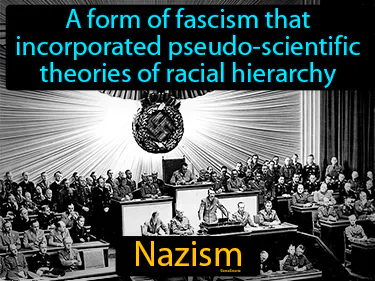 A form of fascism that
incorporated pseudo-scientific
theories of racial hierarchy
Nazism